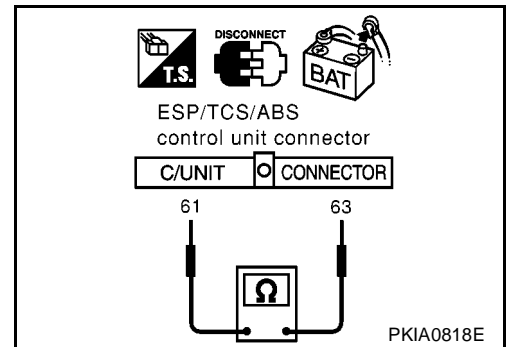 DISCONNECT
T.S.
BAT
ESP/TCS/ABS
control unit connector
C/UNIT CONNECTOR
61 63
Ω
PKIA0818E